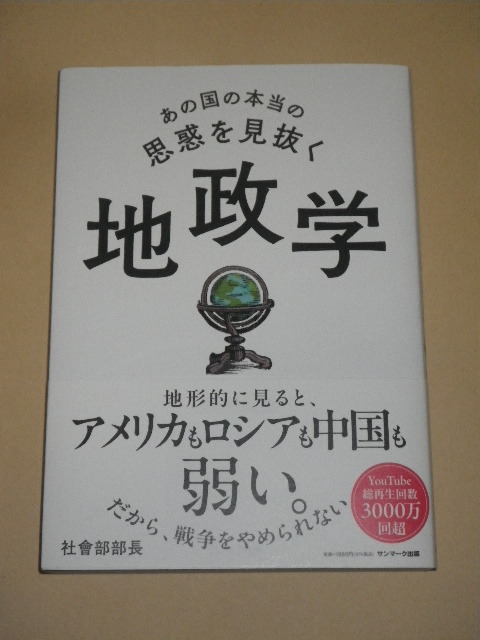 あの国の本当の
思惑を見抜く
地政学
地形的に見ると、
アメリカもロシアも中国も
弱い。
だから、戦争をやめられない
YouTube
総再生回数
3000万
回超
社會部部長
サンマーク出版